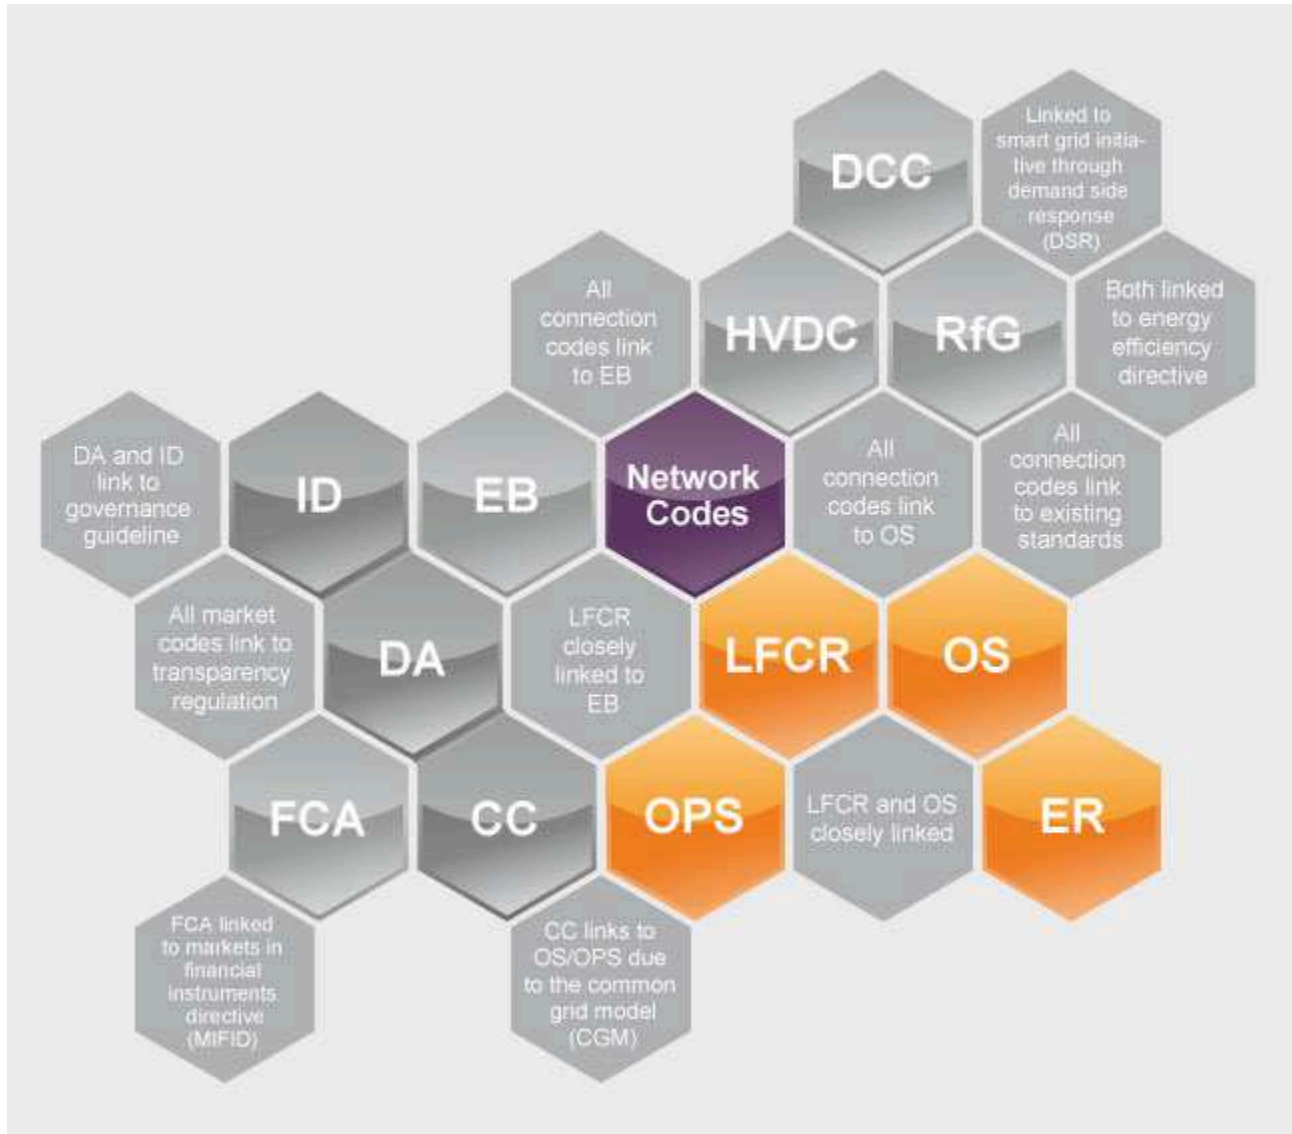 DCC
Linked to
smart grid initia-
tive through
demand side
response
(DSR)
All
connection
codes link
to EB
HVDC
RfG
Both linked
to energy
efficiency
directive
DA and ID
link to
governance
guideline
ID
EB
Network
Codes
All
connection
codes link
to OS
All
connection
codes link
to existing
standards
All market
codes link to
transparency
regulation
DA
LFCR
closely
linked to
EB
LFCR
OS
FCA
CC
OPS
LFCR and OS
closely linked
ER
FCA linked
to markets in
financial
instruments
directive
(MIFID)
CC links to
OS/OPS due
to the common
grid model
(CGM)